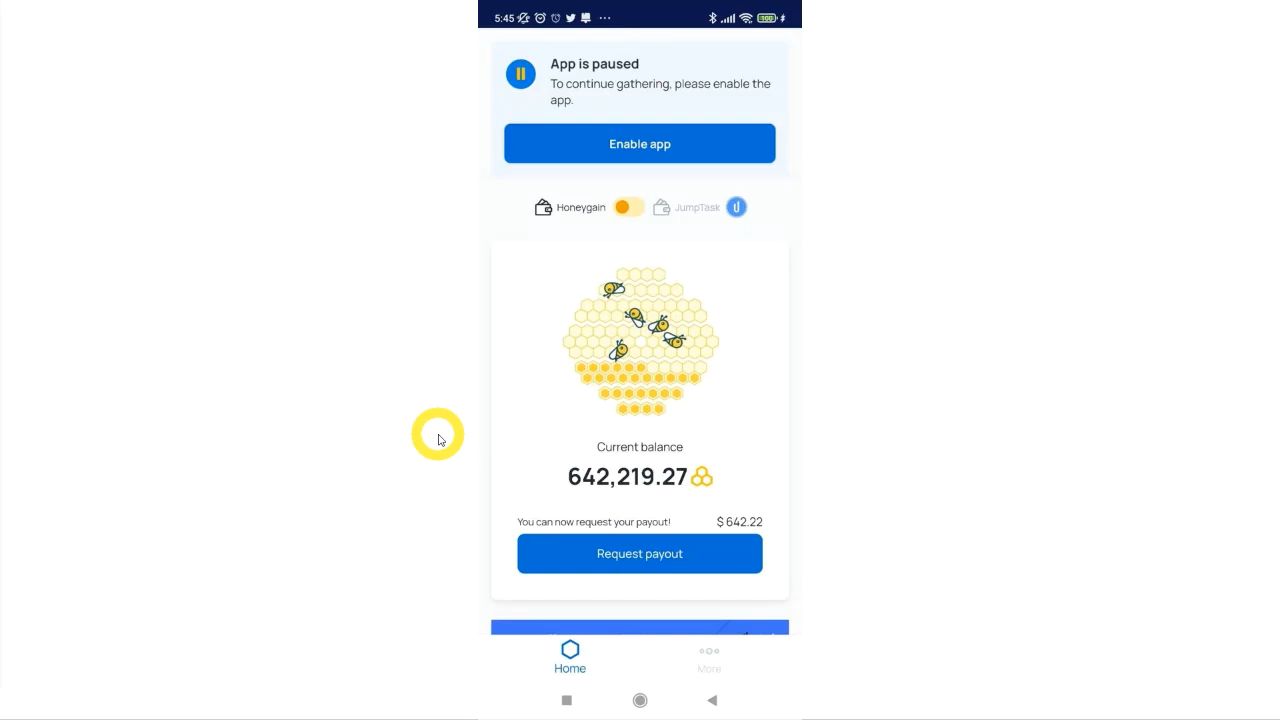 5:45
App is paused
To continue gathering, please enable the
app.
Enable app
Honeygain JumpTask
Current balance
642,219.27
You can now request your payout! $ 642.22
Request payout
Home More